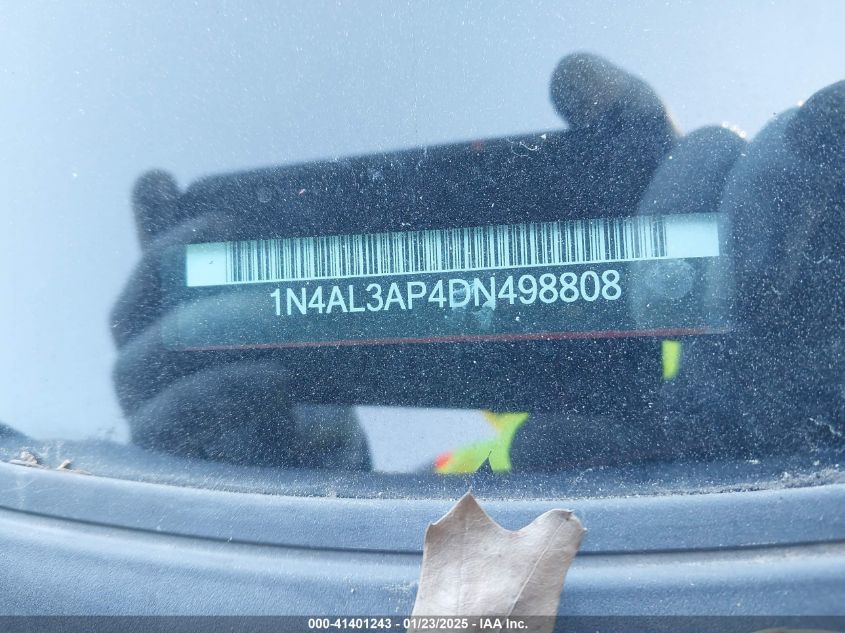 1N4AL3AP4DN498808
000-41401243 | 01/23/2025 | IAA Inc.